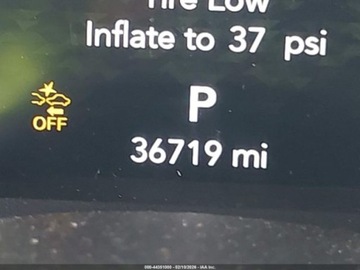 Tire Low
Inflate to 37 psi
P
OFF
36719 mi